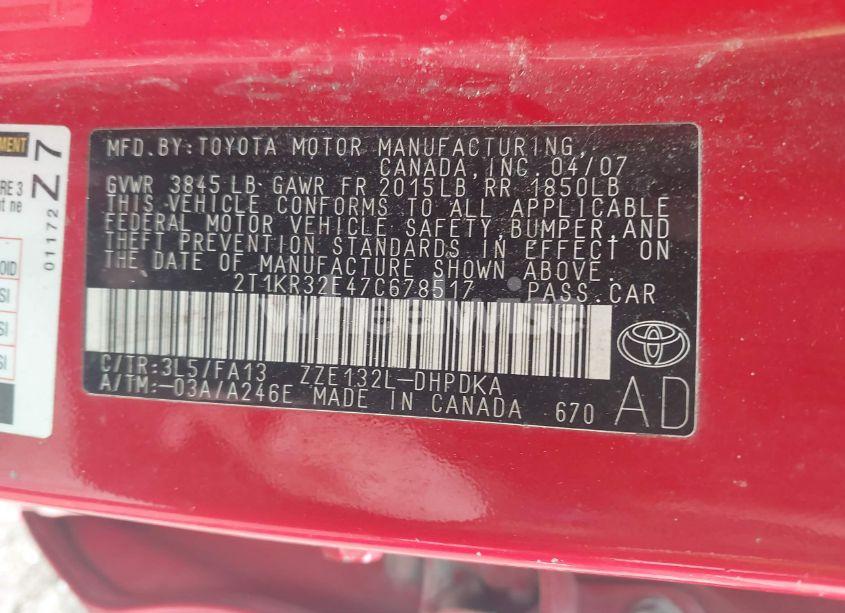 MFD. BY: TOYOTA MOTOR MANUFACTURING,
CANADA, INC. 04/07
GVWR 3845 LB GAWR FR 2015LB RR 1850LB
THIS VEHICLE CONFORMS TO ALL APPLICABLE
FEDERAL MOTOR VEHICLE SAFETY, BUMPER, AND
THEFT PREVENTION STANDARDS IN EFFECT ON
THE DATE OF MANUFACTURE SHOWN ABOVE.
2T1KR32E47C678517 PASS.CAR
C/TR:3L5/FA13 ZZE132L-DHPDKA
A/TM:-03A/A246E MADE IN CANADA 670
AD
01172
Z7